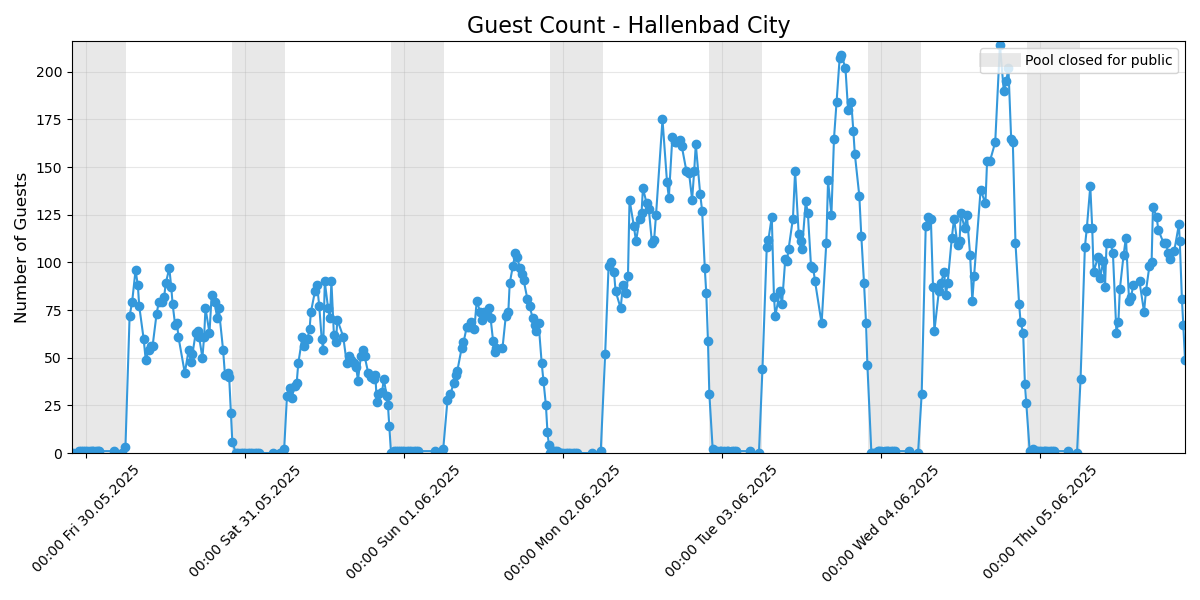 Guest Count - Hallenbad City
Pool closed for public
Number of Guests
200
175
150
125
100
75
50
25
0
00:00 Fri 30.05.2025
00:00 Sat 31.05.2025
00:00 Sun 01.06.2025
00:00 Mon 02.06.2025
00:00 Tue 03.06.2025
00:00 Wed 04.06.2025
00:00 Thu 05.06.2025